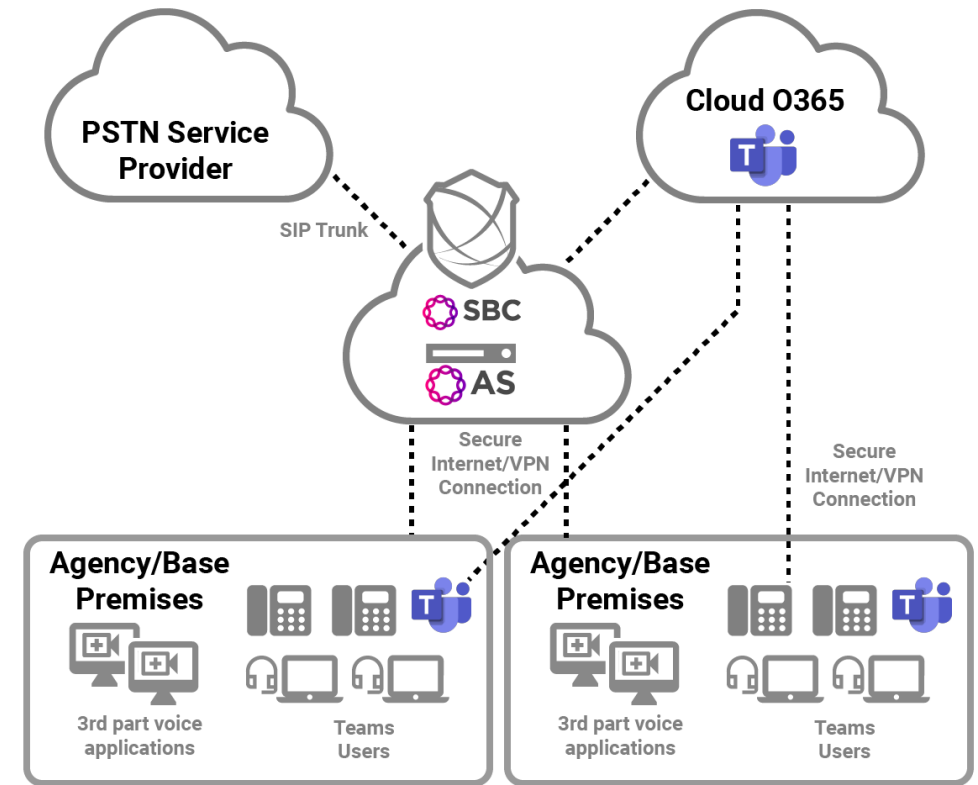 PSTN Service
Provider
Cloud O365
T
SIP Trunk
SBC
AS
Secure
Internet/VPN
Connection
Secure
Internet/VPN
Connection
Agency/Base
Premises
T
3rd part voice
applications
Teams
Users
Agency/Base
Premises
T
3rd part voice
applications
Teams
Users